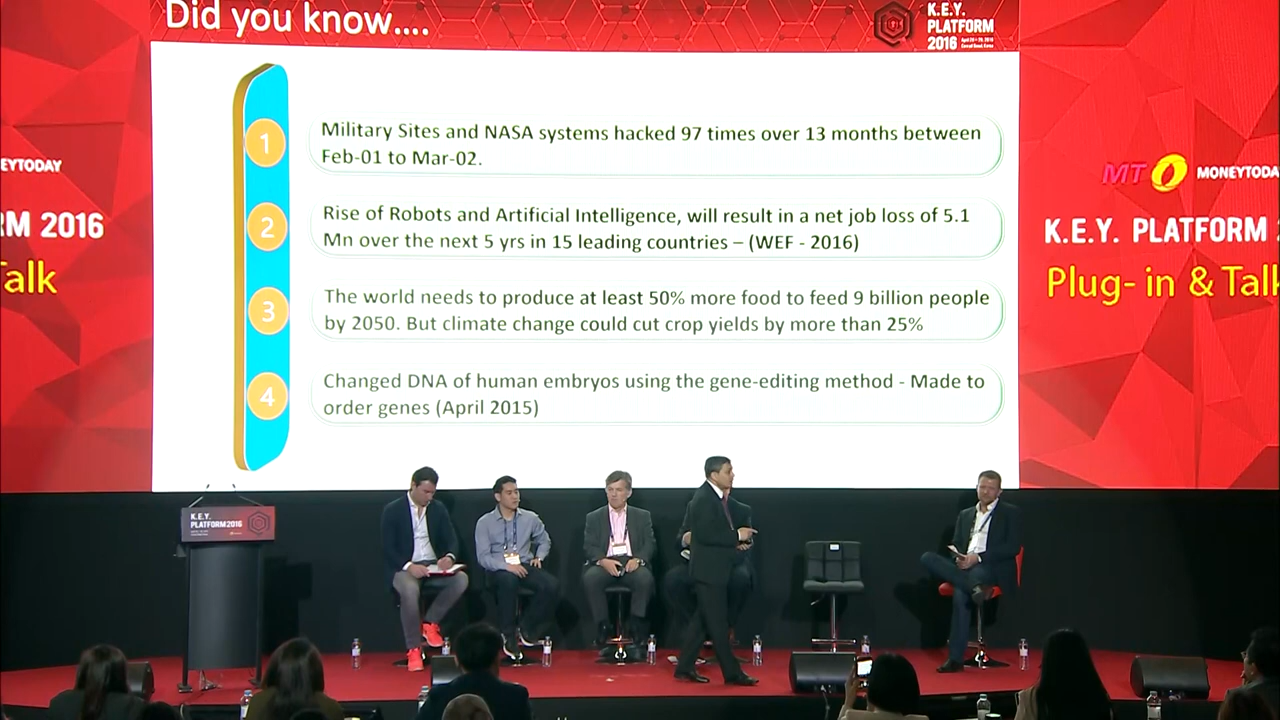 Did you know....
K.E.Y.
PLATFORM
2016
1
Military Sites and NASA systems hacked 97 times over 13 months between
Feb-01 to Mar-02.
2
Rise of Robots and Artificial Intelligence, will result in a net job loss of 5.1
Mn over the next 5 yrs in 15 leading countries – (WEF - 2016)
3
The world needs to produce at least 50% more food to feed 9 billion people
by 2050. But climate change could cut crop yields by more than 25%
4
Changed DNA of human embryos using the gene-editing method - Made to
order genes (April 2015)
EYTODAY
RM 2016
Talk
MT MONEYTODA
K.E.Y. PLATFORM
Plug- in & Talk
K.E.Y.
PLATFORM2016